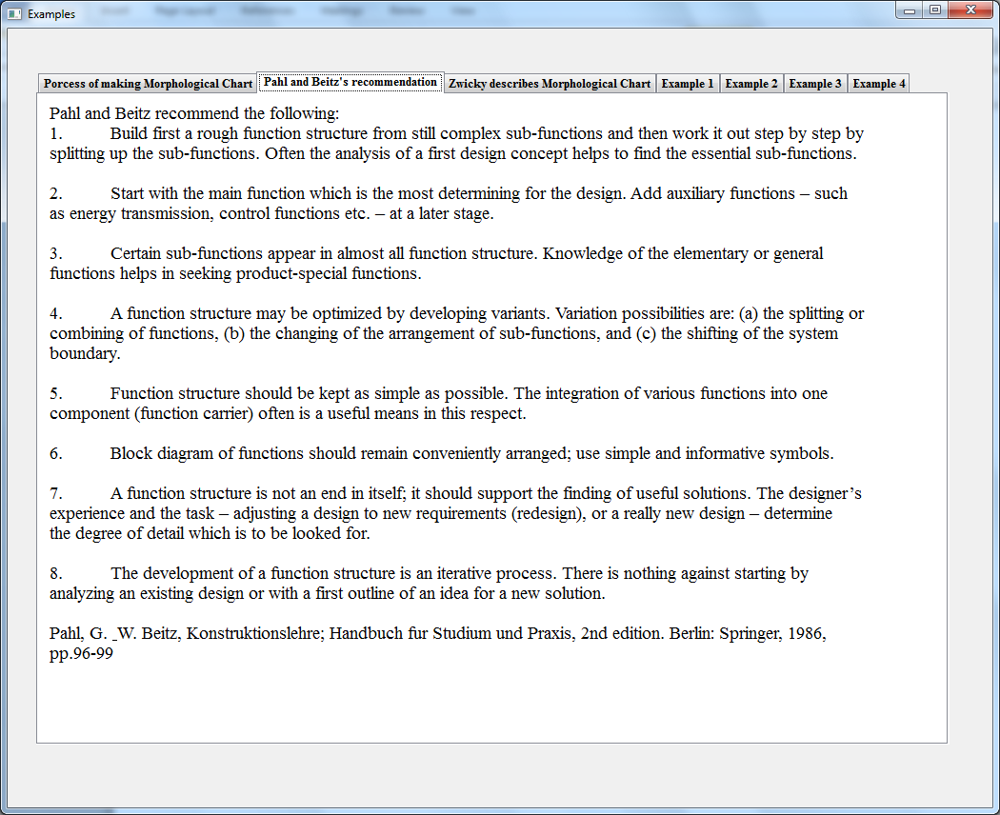 Examples
Porcess of making Morphological Chart Pahl and Beitz's recommendation Zwicky describes Morphological Chart Example 1 Example 2 Example 3 Example 4
Pahl and Beitz recommend the following:
1. Build first a rough function structure from still complex sub-functions and then work it out step by step by
splitting up the sub-functions. Often the analysis of a first design concept helps to find the essential sub-functions.
2. Start with the main function which is the most determining for the design. Add auxiliary functions – such
as energy transmission, control functions etc. – at a later stage.
3. Certain sub-functions appear in almost all function structure. Knowledge of the elementary or general
functions helps in seeking product-special functions.
4. A function structure may be optimized by developing variants. Variation possibilities are: (a) the splitting or
combining of functions, (b) the changing of the arrangement of sub-functions, and (c) the shifting of the system
boundary.
5. Function structure should be kept as simple as possible. The integration of various functions into one
component (function carrier) often is a useful means in this respect.
6. Block diagram of functions should remain conveniently arranged; use simple and informative symbols.
7. A function structure is not an end in itself; it should support the finding of useful solutions. The designer’s
experience and the task – adjusting a design to new requirements (redesign), or a really new design – determine
the degree of detail which is to be looked for.
8. The development of a function structure is an iterative process. There is nothing against starting by
analyzing an existing design or with a first outline of an idea for a new solution.
Pahl, G. _W. Beitz, Konstruktionslehre; Handbuch fur Studium und Praxis, 2nd edition. Berlin: Springer, 1986,
pp.96-99